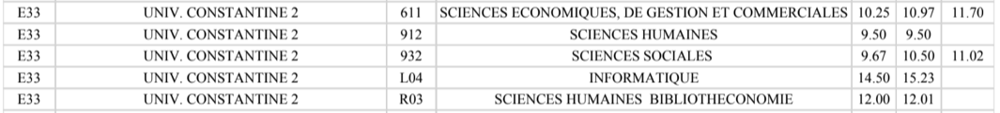 E33 UNIV. CONSTANTINE 2 611 SCIENCES ECONOMIQUES, DE GESTION ET COMMERCIALES 10.25 10.97 11.70
E33 UNIV. CONSTANTINE 2 912 SCIENCES HUMAINES 9.50 9.50
E33 UNIV. CONSTANTINE 2 932 SCIENCES SOCIALES 9.67 10.50 11.02
E33 UNIV. CONSTANTINE 2 L04 INFORMATIQUE 14.50 15.23
E33 UNIV. CONSTANTINE 2 R03 SCIENCES HUMAINES BIBLIOTHECONOMIE 12.00 12.01